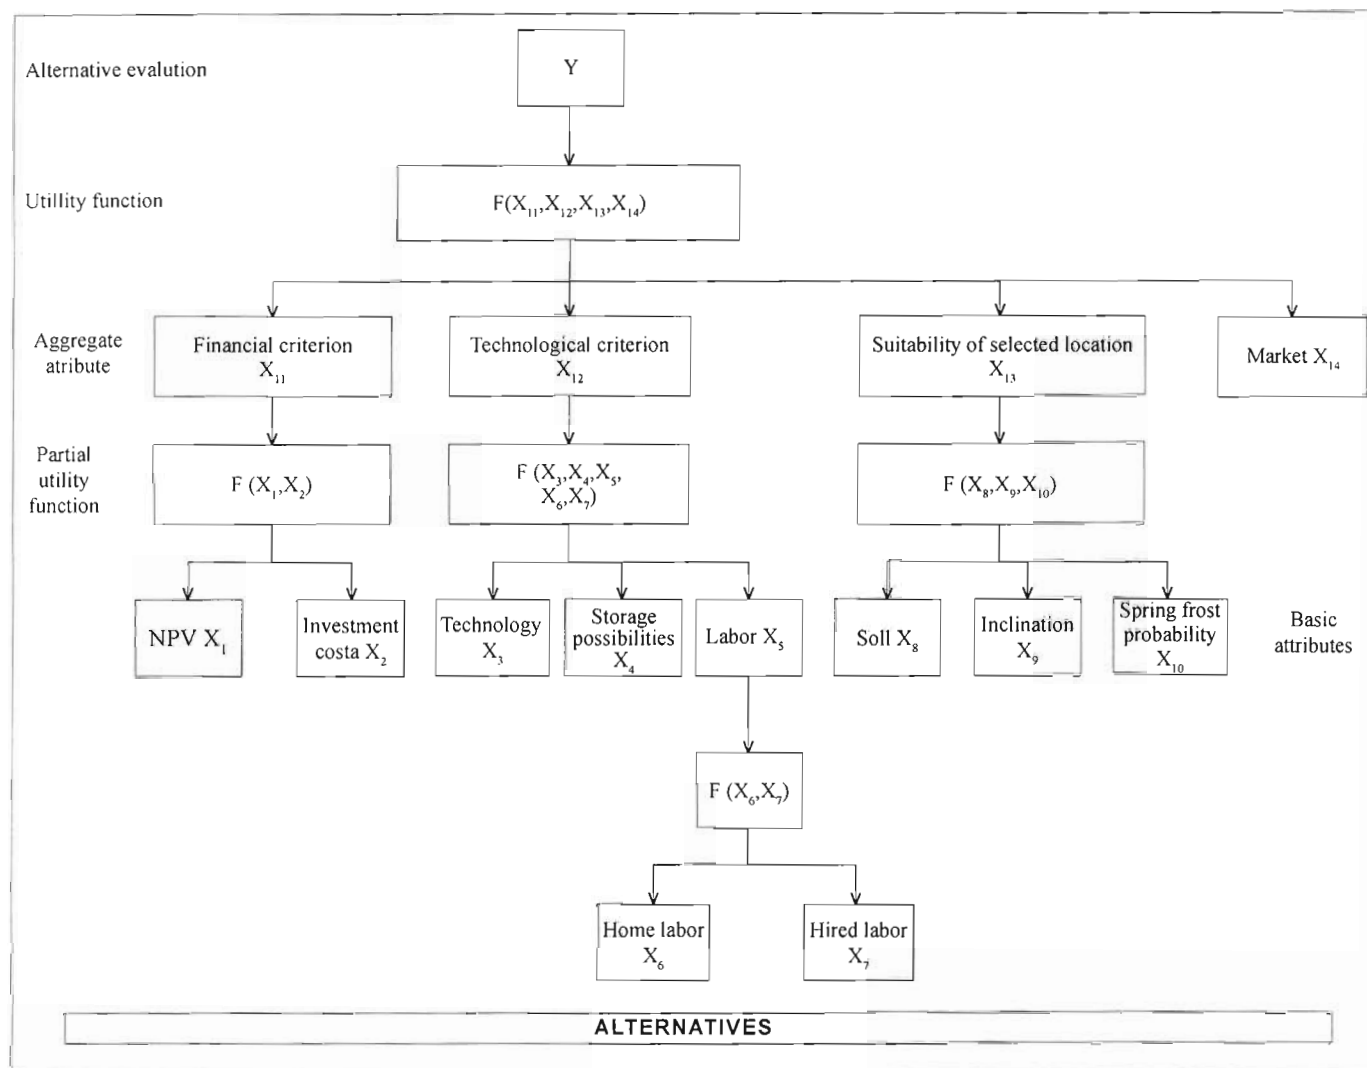 Alternative evalution
Y
Utillity function
F(X₁₁,X₁₂,X₁₃,X₁₄)
Aggregate
atribute
Financial criterion
X₁₁
Technological criterion
X₁₂
Suitability of selected location
X₁₃
Market X₁₄
Partial
utility
function
F (X₁,X₂)
F (X₃,X₄,X₅,
X₆,X₇)
F (X₈,X₉,X₁₀)
NPV X₁
Investment
costa X₂
Technology
X₃
Storage
possibilities
X₄
Labor X₅
Soll X₈
Inclination
X₉
Spring frost
probability
X₁₀
Basic
attributes
F (X₆,X₇)
Home labor
X₆
Hired labor
X₇
ALTERNATIVES